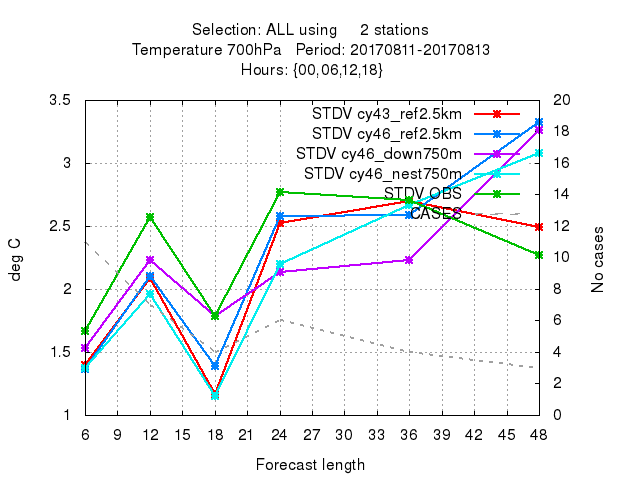 Selection: ALL using 2 stations
Temperature 700hPa Period: 20170811-20170813
Hours: {00,06,12,18}
STDV cy43_ref2.5km
STDV cy46_ref2.5km
STDV cy46_down750m
STDV cy46_nest750m
STDV OBS
CASES
deg C
3.5
3
2.5
2
1.5
1
No cases
20
18
16
14
12
10
8
6
4
2
0
6 9 12 15 18 21 24 27 30 33 36 39 42 45 48
Forecast length